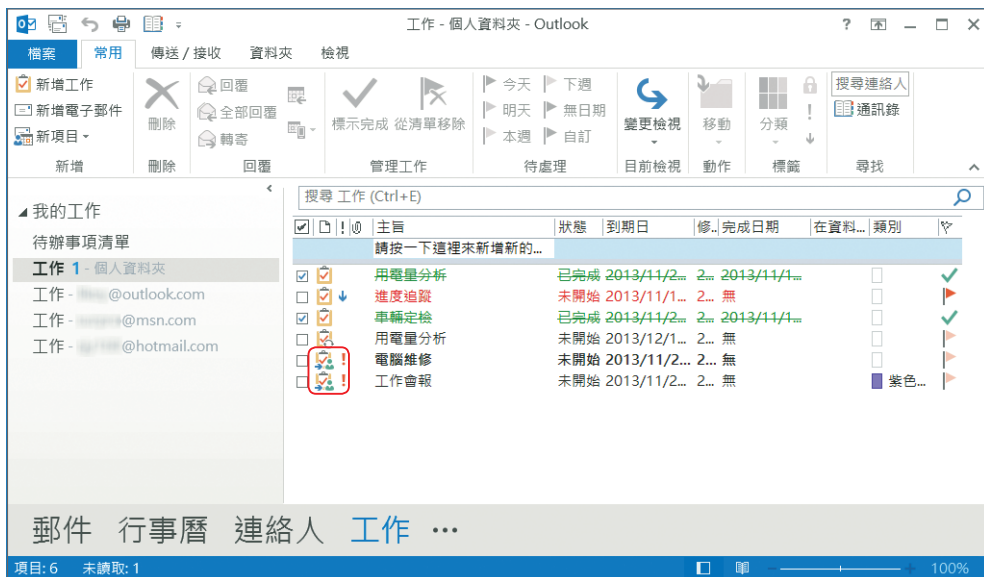 工作 - 個人資料夾 - Outlook
檔案 常用 傳送 / 接收 資料夾 檢視
新增工作
新增電子郵件
新項目
新增
刪除
刪除
回覆
全部回覆
轉寄
回覆
標示完成 從清單移除
管理工作
今天 下週
明天 無日期
本週 自訂
待處理
變更檢視
目前檢視
移動
動作
分類
標籤
搜尋連絡人
通訊錄
尋找
我的工作
待辦事項清單
工作 1 - 個人資料夾
工作 - @outlook.com
工作 - @msn.com
工作 - @hotmail.com
搜尋 工作 (Ctrl+E)
主旨 狀態 到期日 修.. 完成日期 在資料... 類別
請按一下這裡來新增新的...
用電量分析 已完成 2013/11/2... 2... 2013/11/1...
進度追蹤 未開始 2013/11/1... 2... 無
車輛定檢 已完成 2013/11/2... 2... 2013/11/1...
用電量分析 未開始 2013/12/1... 2... 無
電腦維修 未開始 2013/11/2... 2... 無
工作會報 未開始 2013/11/2... 2... 無 紫色...
郵件 行事曆 連絡人 工作 ···
項目: 6 未讀取: 1 100%